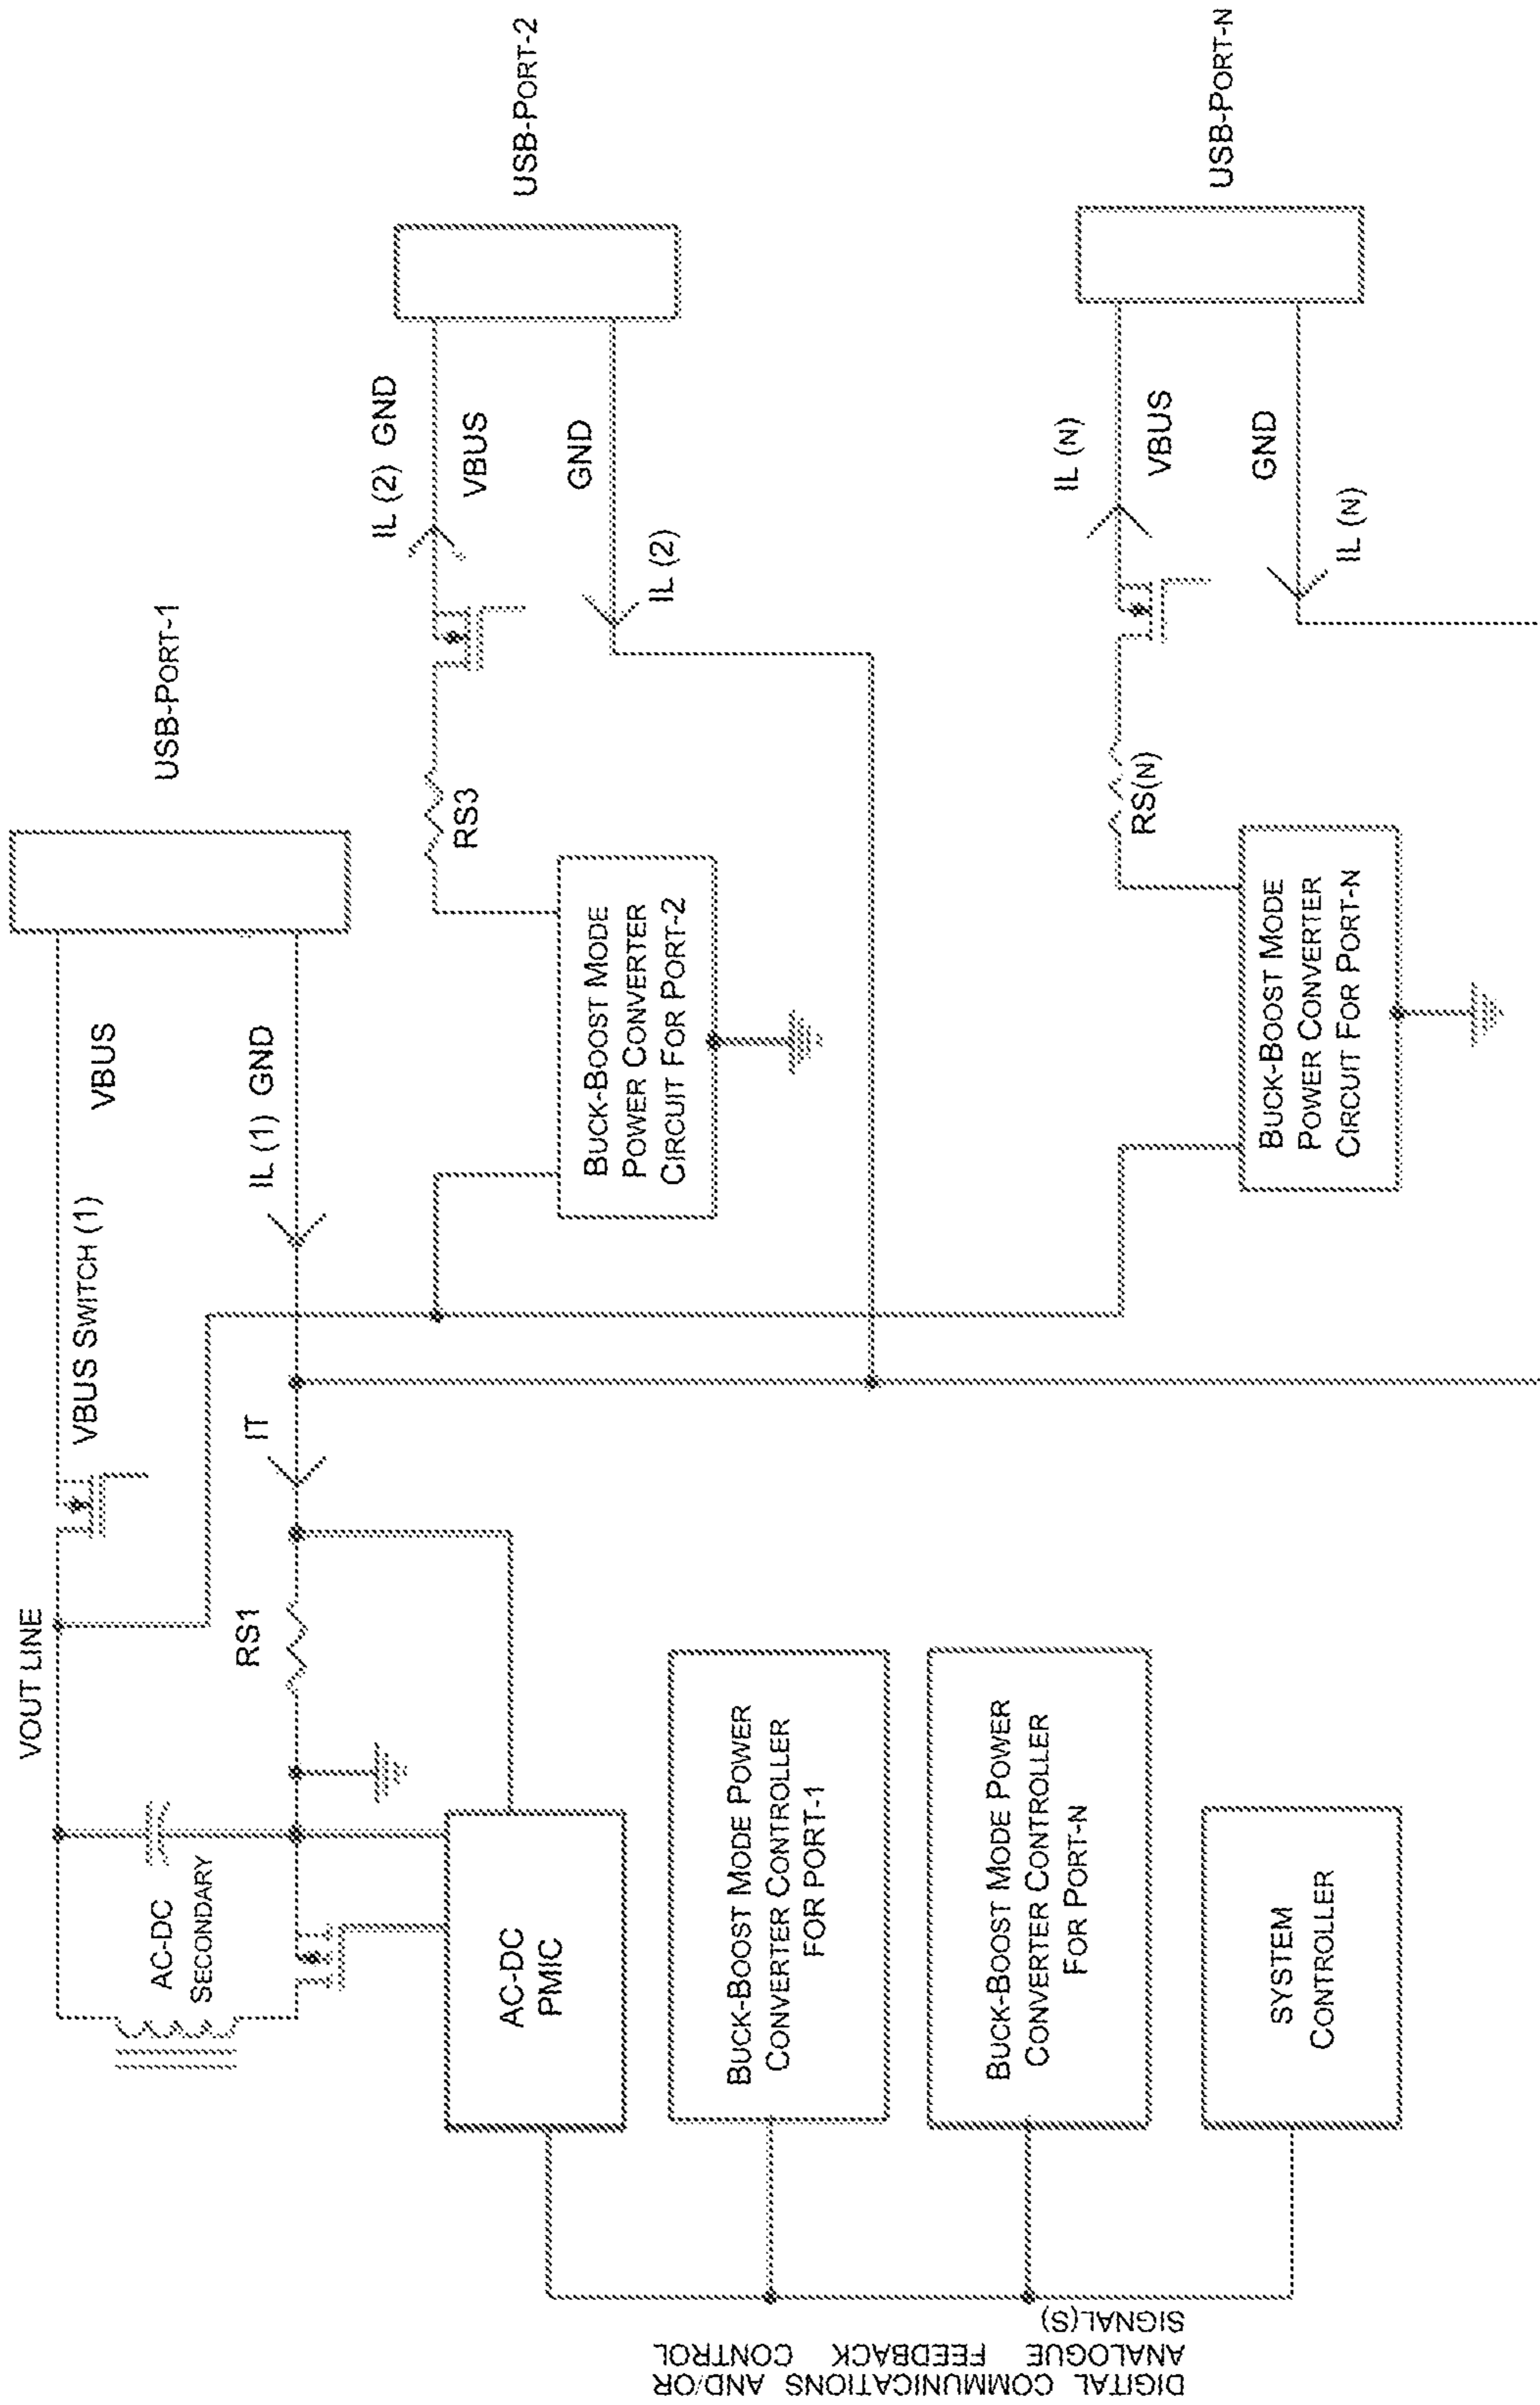 VOUT LINE
VBUS SWITCH (1)
VBUS
USB-PORT-1
AC-DC
SECONDARY
RS1
IT
IL (1) GND
IL (2) GND
VBUS
RS3
GND
IL (2)
USB-PORT-2
BUCK-BOOST MODE
POWER CONVERTER
CIRCUIT FOR PORT-2
AC-DC
PMIC
BUCK-BOOST MODE POWER
CONVERTER CONTROLLER
FOR PORT-1
BUCK-BOOST MODE POWER
CONVERTER CONTROLLER
FOR PORT-N
SYSTEM
CONTROLLER
IL (N)
VBUS
RS(N)
GND
IL (N)
USB-PORT-N
BUCK-BOOST MODE
POWER CONVERTER
CIRCUIT FOR PORT-N
DIGITAL COMMUNICATIONS AND/OR
ANALOGUE FEEDBACK CONTROL
SIGNAL(S)